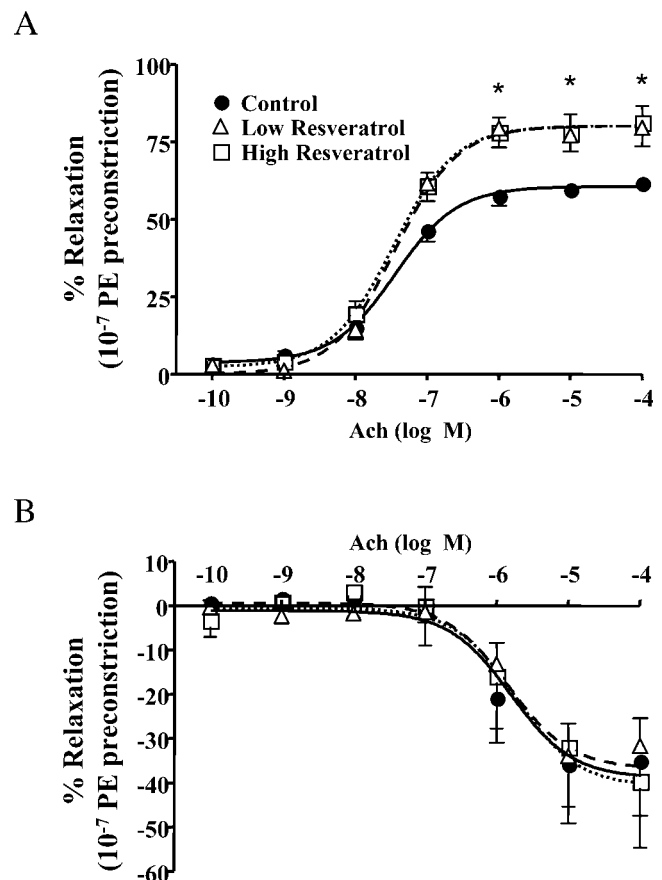 A
% Relaxation
(10-7 PE preconstriction)
100
75
50
25
0
Control
Low Resveratrol
High Resveratrol
* * *
-10 -9 -8 -7 -6 -5 -4
Ach (log M)
B
Ach (log M)
-10 -9 -8 -7 -6 -5 -4
% Relaxation
(10-7 PE preconstriction)
10
0
-10
-20
-30
-40
-50
-60